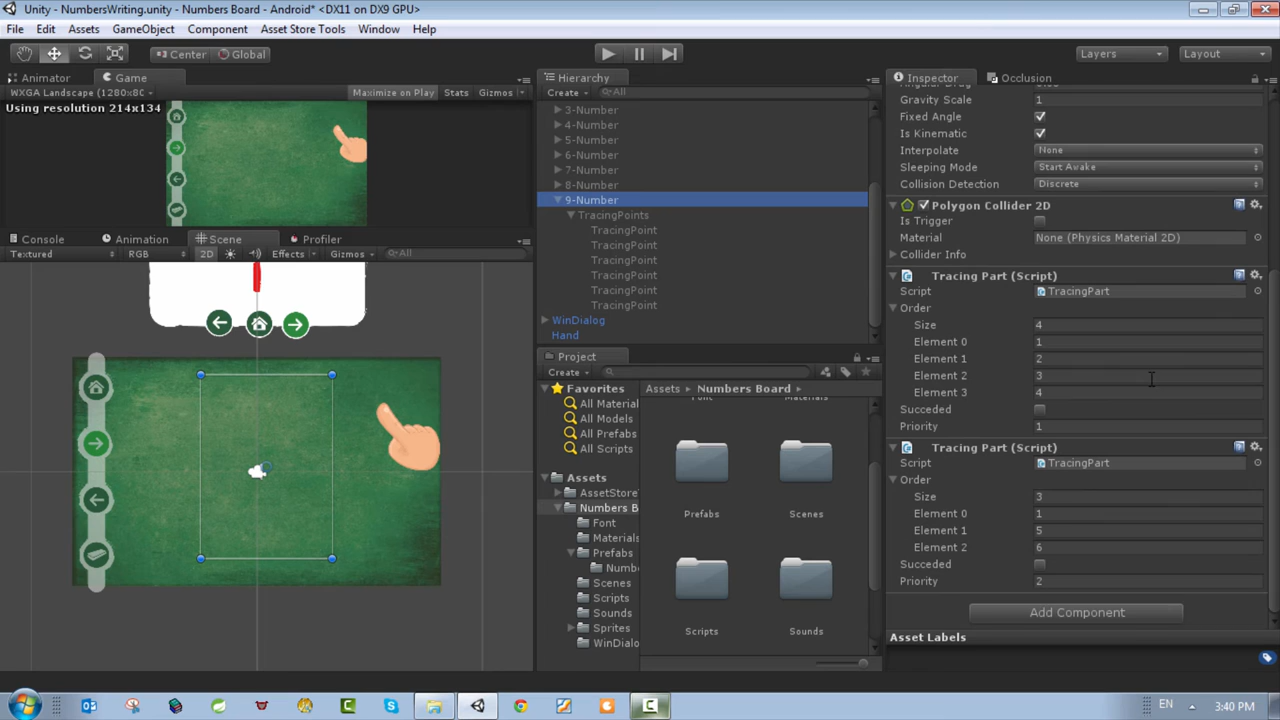 Unity - NumbersWriting.unity - Numbers Board - Android* <DX11 on DX9 GPU>
File Edit Assets GameObject Component Asset Store Tools Window Help
Center Global Layers Layout
Animator Game
WXGA Landscape (1280x80 Maximize on Play Stats Gizmos
Using resolution 214x134
Console Animation Scene Profiler
Textured RGB 2D Effects Gizmos All
Hierarchy
Create All
3-Number
4-Number
5-Number
6-Number
7-Number
8-Number
9-Number
TracingPoints
TracingPoint
TracingPoint
TracingPoint
TracingPoint
TracingPoint
TracingPoint
WinDialog
Hand
Project
Create
Favorites
All Material
All Models
All Prefabs
All Scripts
Assets
AssetStore
Numbers B
Font
Materials
Prefabs
Numb
Scenes
Scripts
Sounds
Sprites
WinDialo
Assets Numbers Board
Prefabs Scenes
Scripts Sounds
Inspector Occlusion
Gravity Scale 1
Fixed Angle
Is Kinematic
Interpolate None
Sleeping Mode Start Awake
Collision Detection Discrete
Polygon Collider 2D
Is Trigger
Material None (Physics Material 2D)
Collider Info
Tracing Part (Script)
Script TracingPart
Order
Size 4
Element 0 1
Element 1 2
Element 2 3
Element 3 4
Succeded
Priority 1
Tracing Part (Script)
Script TracingPart
Order
Size 3
Element 0 1
Element 1 5
Element 2 6
Succeded
Priority 2
Add Component
Asset Labels
EN 3:40 PM